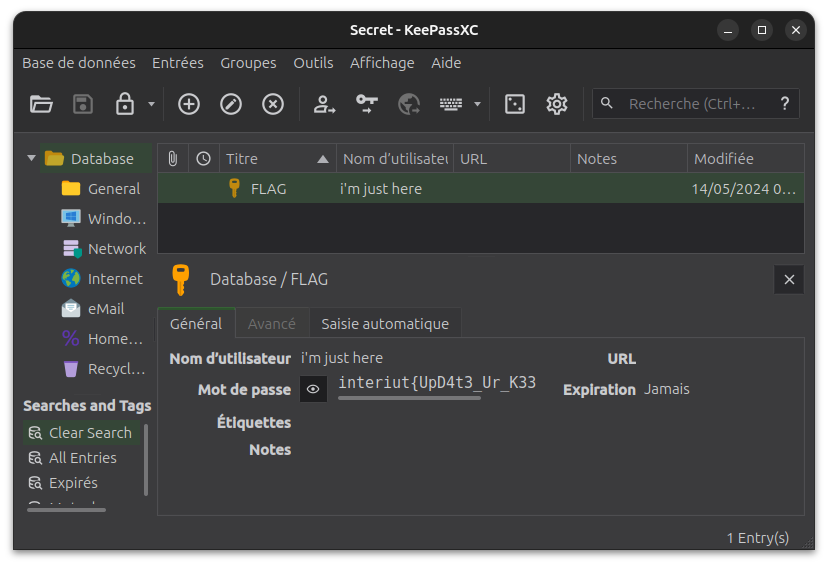 Secret - KeePassXC
Base de données Entrées Groupes Outils Affichage Aide
Recherche (Ctrl+… ?
Database
General
Windo…
Network
Internet
eMail
Home…
Recycl…
Searches and Tags
Clear Search
All Entries
Expirés
Titre Nom d’utilisateu URL Notes Modifiée
FLAG i'm just here 14/05/2024 0…
Database / FLAG
Général Avancé Saisie automatique
Nom d’utilisateur i'm just here URL
Mot de passe interiut{UpD4t3_Ur_K33 Expiration Jamais
Étiquettes
Notes
1 Entry(s)